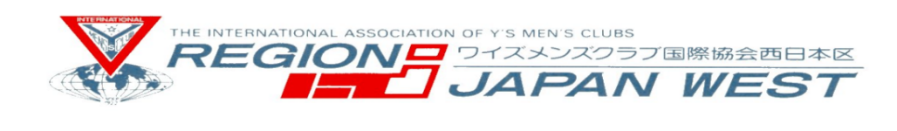 INTERNATIONAL
THE INTERNATIONAL ASSOCIATION OF Y'S MEN'S CLUBS
REGION
ワイズメンズクラブ国際協会西日本区
JAPAN WEST